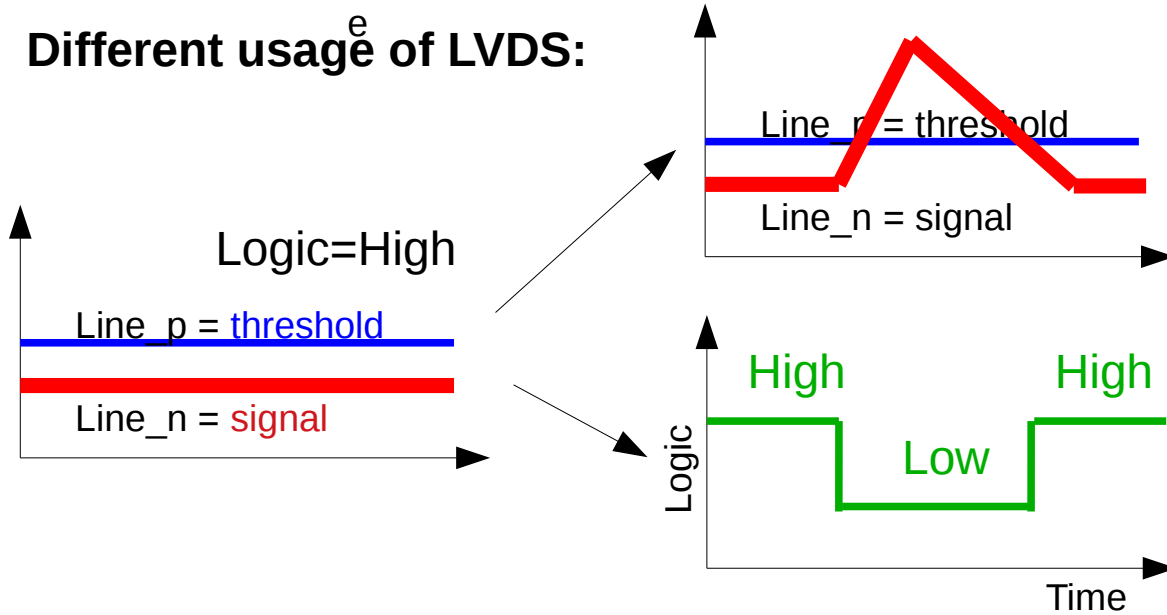 e
Different usage of LVDS:
Line_p = threshold
Line_n = signal
Logic=High
Line_p = threshold
Line_n = signal
High
High
Low
Logic
Time